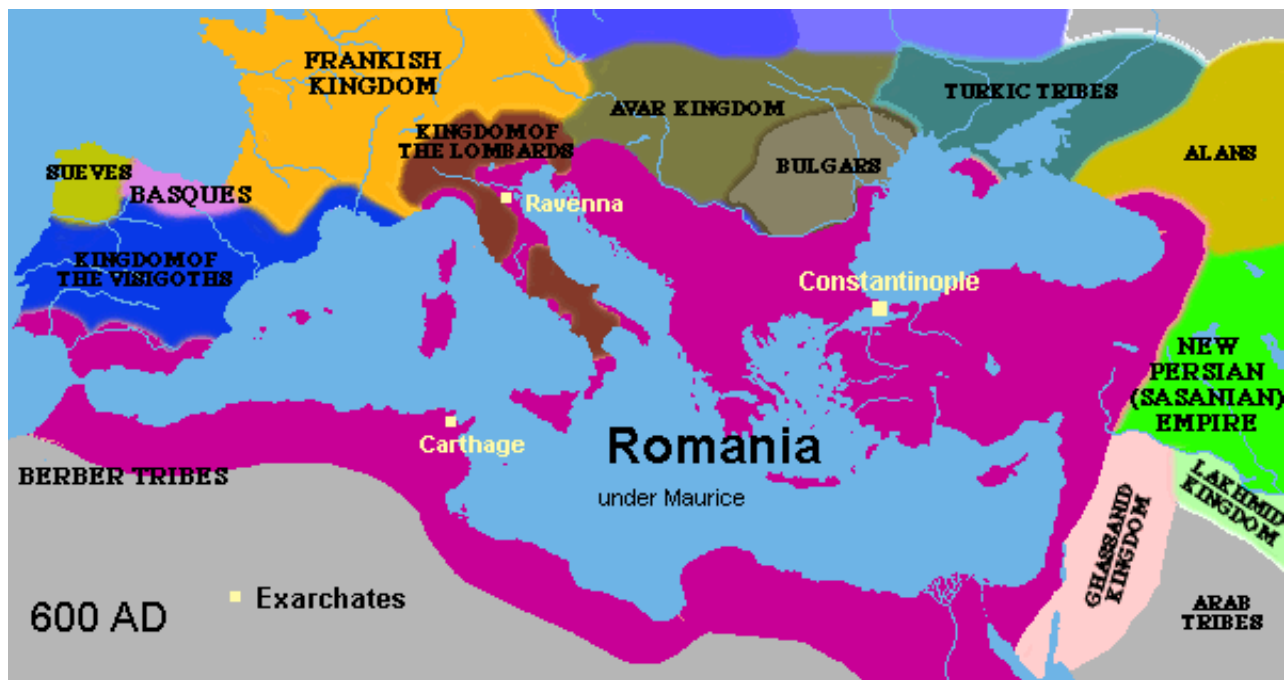 FRANKISH
KINGDOM
AVAR KINGDOM
TURKIC TRIBES
KINGDOM OF
THE LOMBARDS
BULGARS
ALANS
SUEVES
BASQUES
Ravenna
KINGDOM OF
THE VISIGOTHS
Constantinople
NEW
PERSIAN
(SASANIAN)
EMPIRE
Carthage
Romania
under Maurice
BERBER TRIBES
LAKHMID
KINGDOM
GHASSANID
KINGDOM
Exarchates
600 AD
ARAB
TRIBES